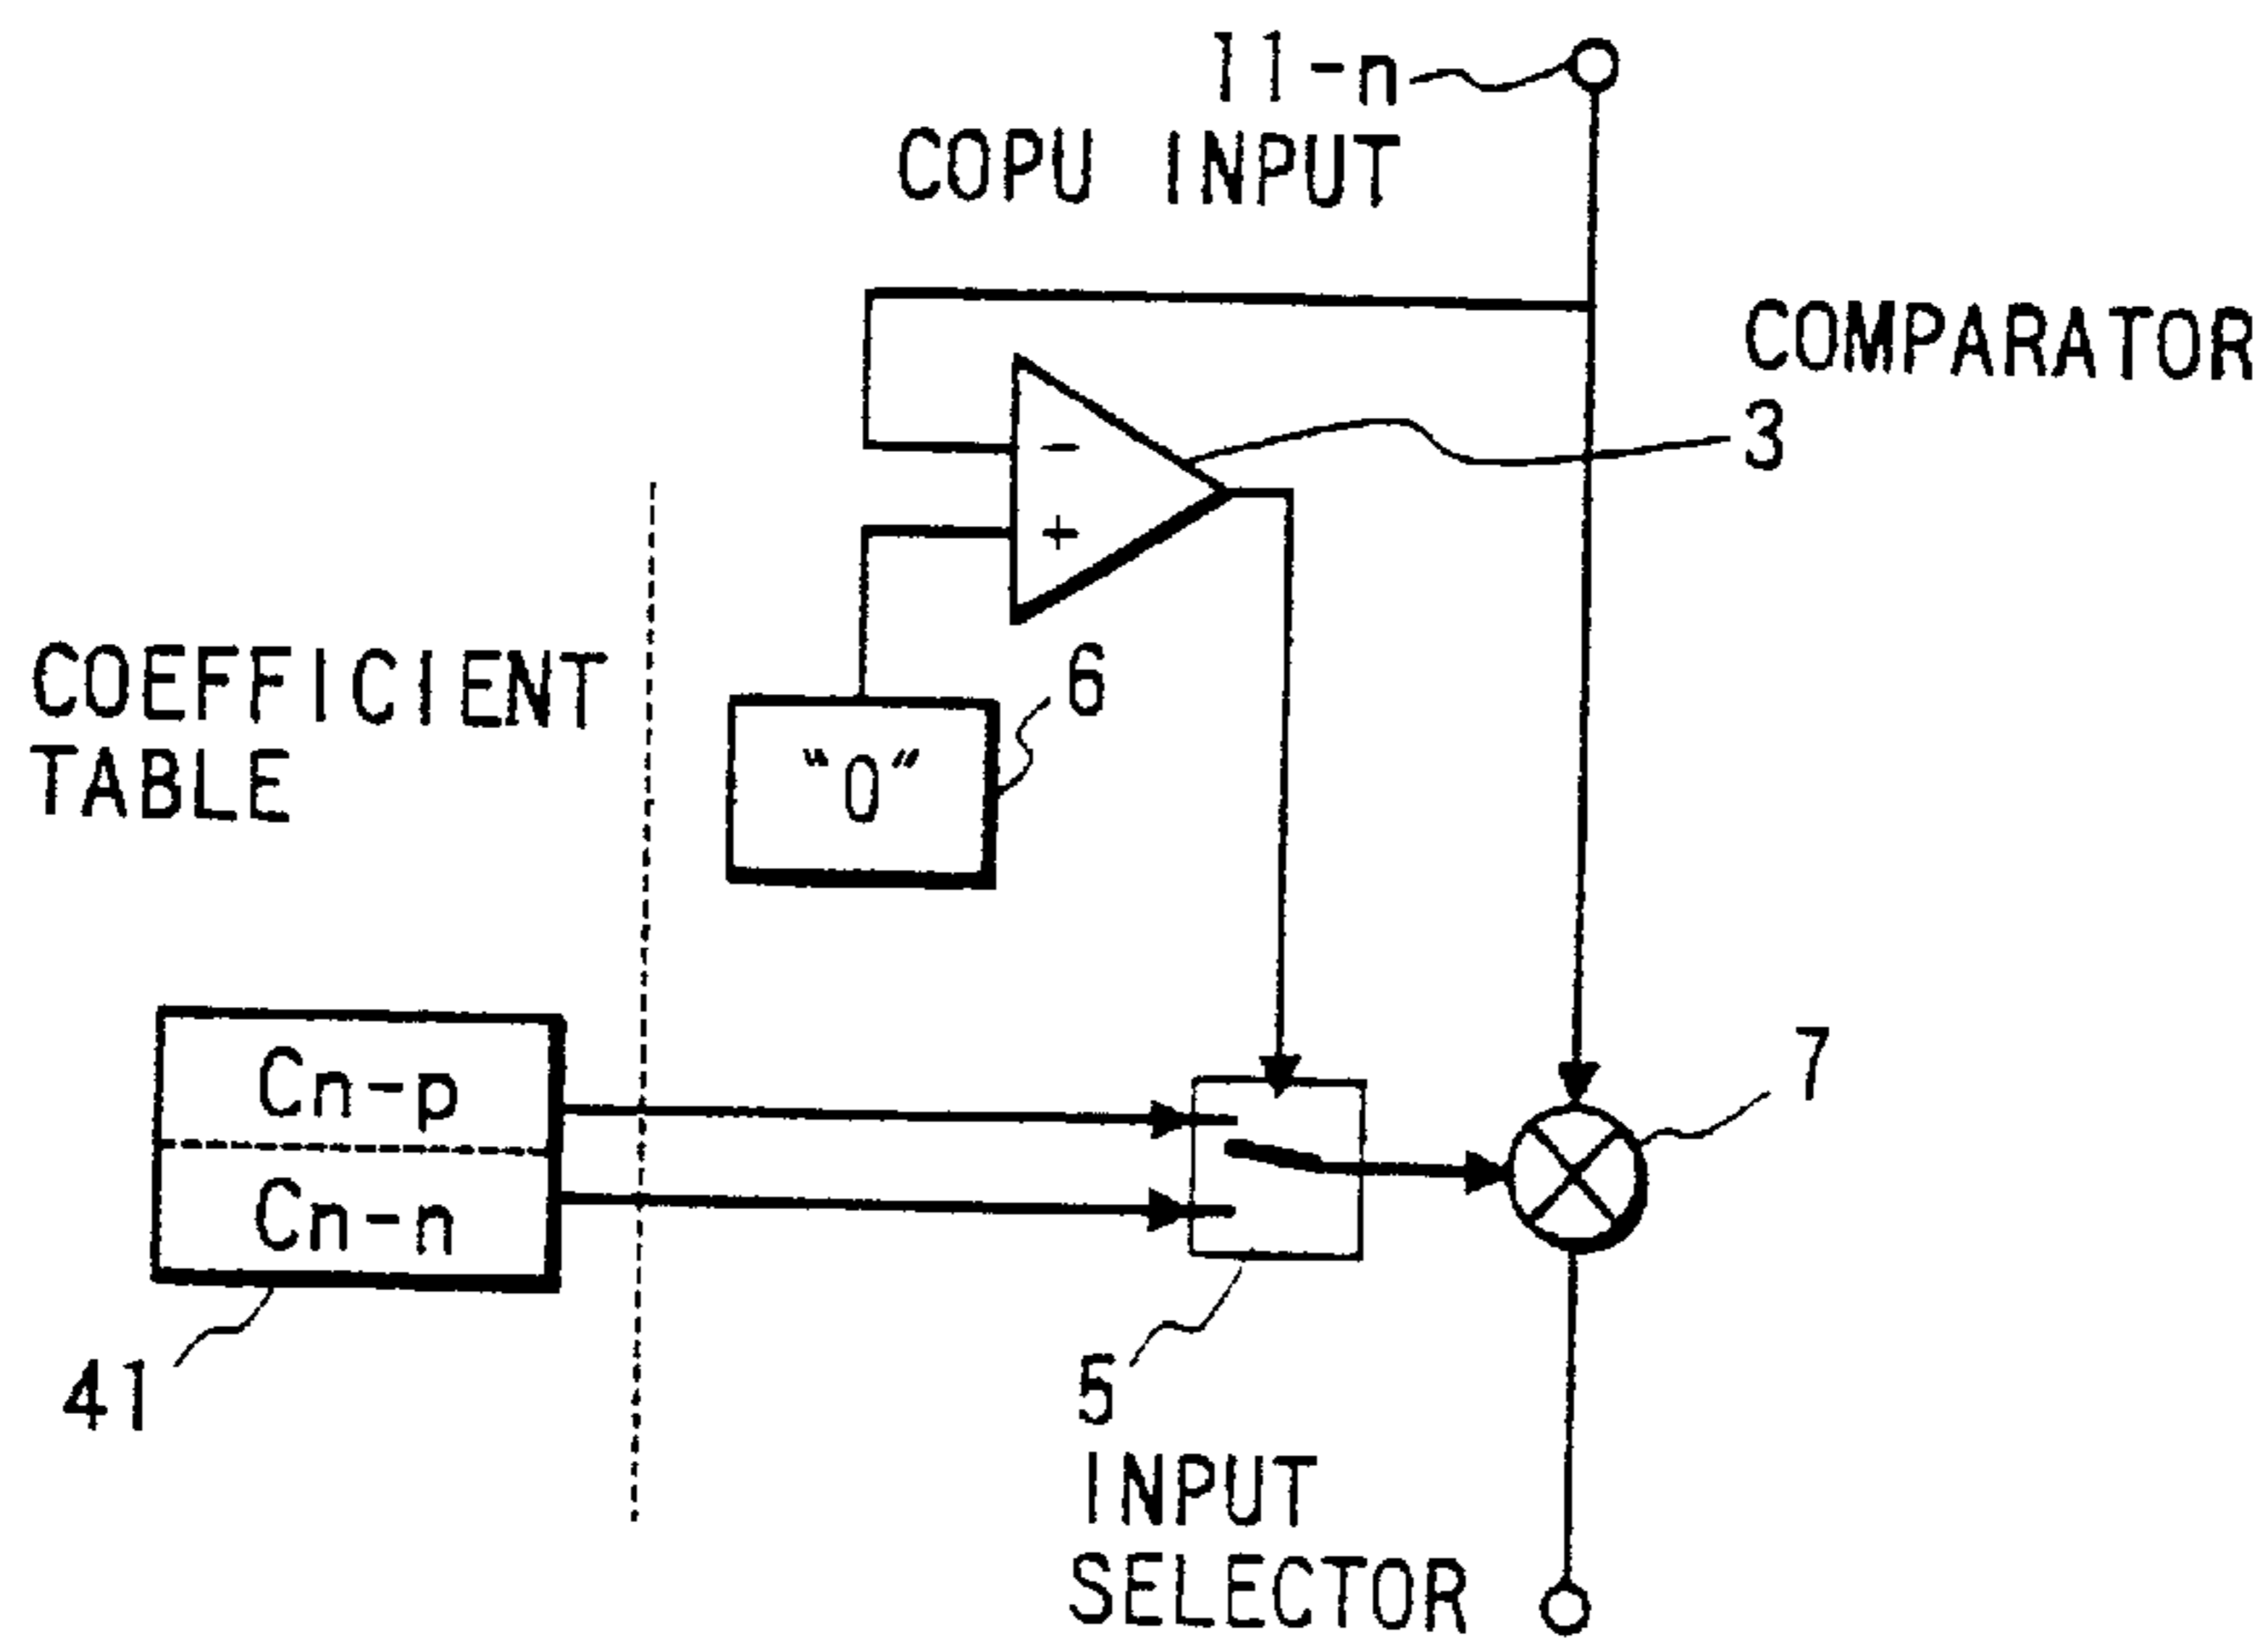 11-n
COPU INPUT
COMPARATOR
3
-
+
COEFFICIENT
TABLE
6
"0"
Cn-p
Cn-n
7
41
5
INPUT
SELECTOR